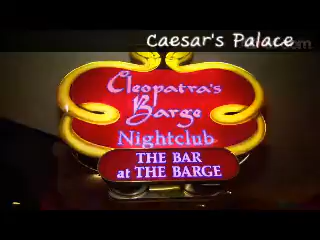 Caesar's Palace
Cleopatra's
Barge
Nightclub
THE BAR
at THE BARGE